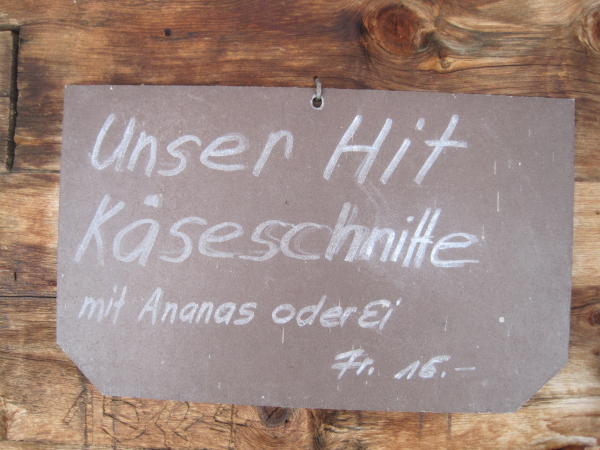 Unser Hit
Käseschnitte
mit Ananas oder Ei
Fr. 16.–